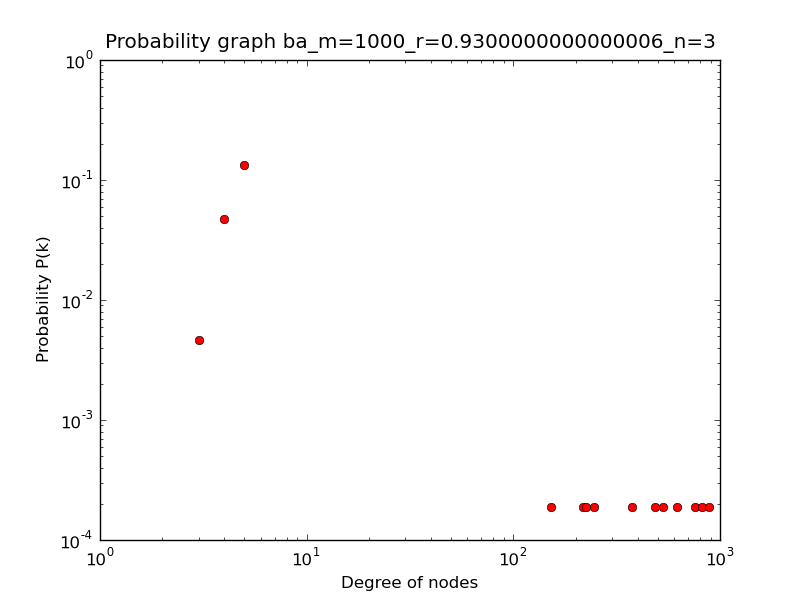 Probability graph ba_m=1000_r=0.9300000000000006_n=3
10^0
10^-1
10^-2
10^-3
10^-4
Probability P(k)
10^0 10^1 10^2 10^3
Degree of nodes